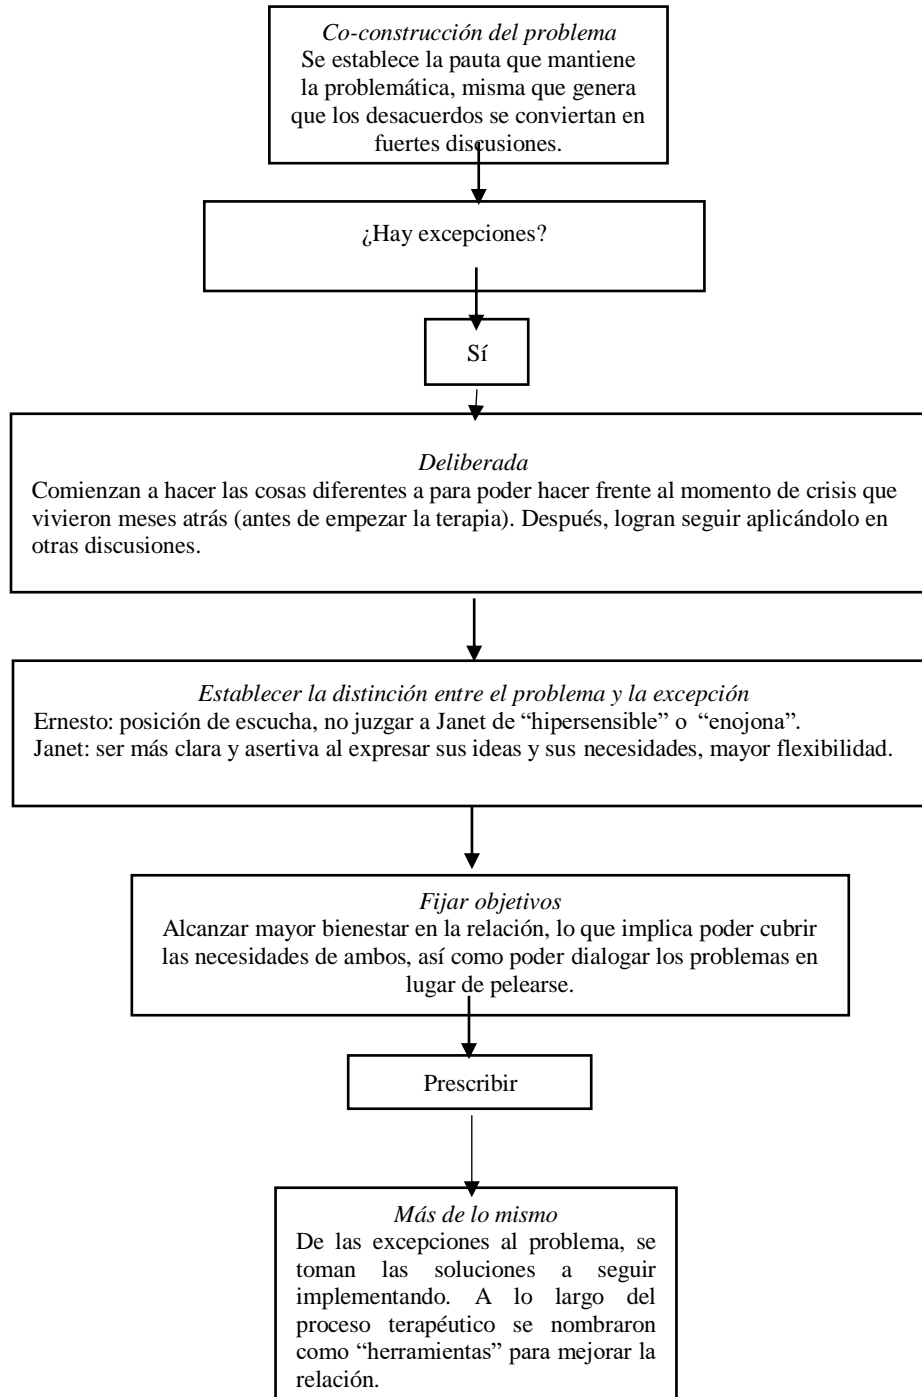 Co-construcción del problema
Se establece la pauta que mantiene
la problemática, misma que genera
que los desacuerdos se conviertan en
fuertes discusiones.
¿Hay excepciones?
Sí
Deliberada
Comienzan a hacer las cosas diferentes a para poder hacer frente al momento de crisis que
vivieron meses atrás (antes de empezar la terapia). Después, logran seguir aplicándolo en
otras discusiones.
Establecer la distinción entre el problema y la excepción
Ernesto: posición de escucha, no juzgar a Janet de “hipersensible” o “enojona”.
Janet: ser más clara y asertiva al expresar sus ideas y sus necesidades, mayor flexibilidad.
Fijar objetivos
Alcanzar mayor bienestar en la relación, lo que implica poder cubrir
las necesidades de ambos, así como poder dialogar los problemas en
lugar de pelearse.
Prescribir
Más de lo mismo
De las excepciones al problema, se
toman las soluciones a seguir
implementando. A lo largo del
proceso terapéutico se nombraron
como “herramientas” para mejorar la
relación.